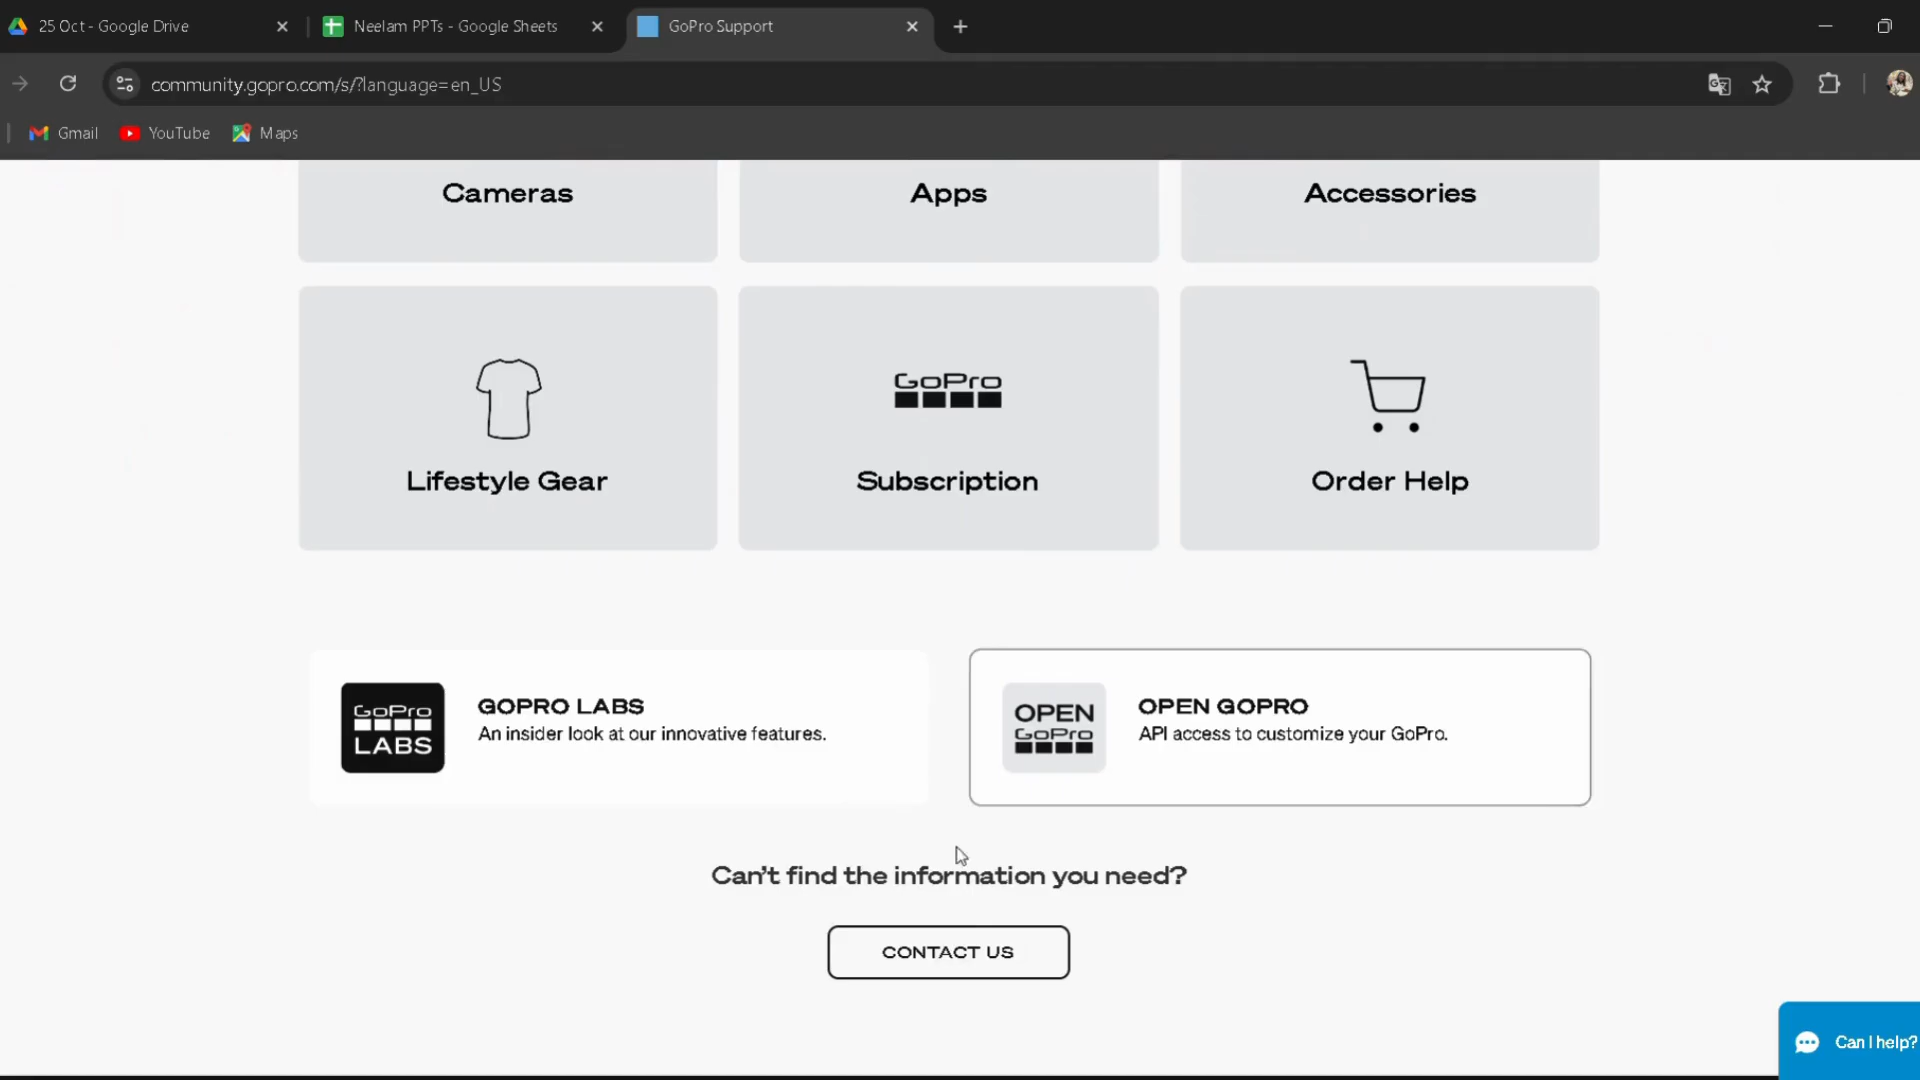 25 Oct - Google Drive
Neelam PPTs - Google Sheets
GoPro Support
community.gopro.com/s/?language=en_US
Gmail
YouTube
Maps
Cameras
Apps
Accessories
GoPro
Lifestyle Gear
Subscription
Order Help
GoPro
LABS
GOPRO LABS
An insider look at our innovative features.
OPEN
GoPro
OPEN GOPRO
API access to customize your GoPro.
Can't find the information you need?
CONTACT US
Can I help?